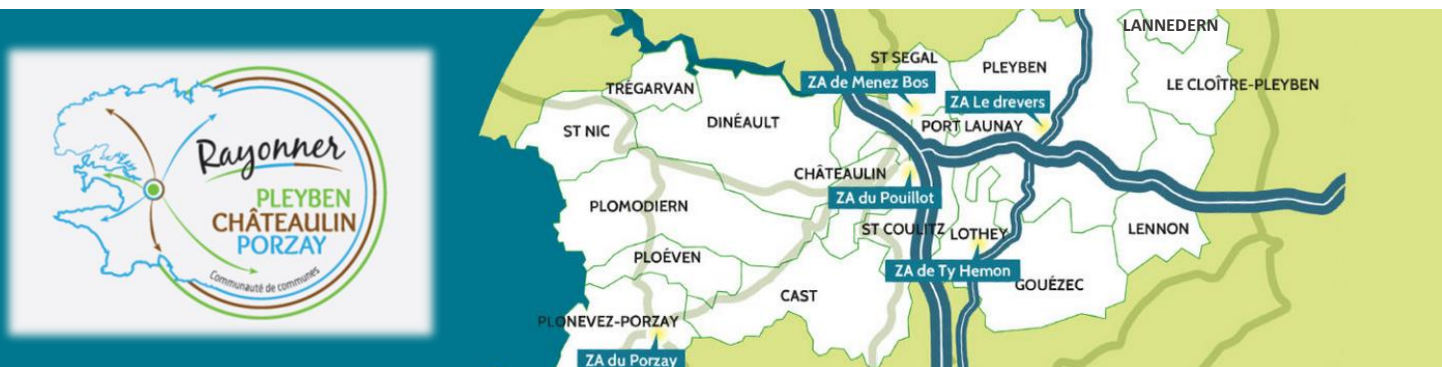 Rayonner
PLEYBEN
CHÂTEAULIN
PORZAY
Communauté de communes
LANNEDERN
ST SEGAL
PLEYBEN
ZA de Menez Bos
LE CLOÎTRE-PLEYBEN
TRÉGARVAN
ZA Le drevers
ST NIC
DINÉAULT
PORT LAUNAY
CHÂTEAULIN
ZA du Pouillot
PLOMODIERN
ST COULITZ
LOTHEY
LENNON
PLOÉVEN
ZA de Ty Hemon
GOUÉZEC
CAST
PLONEVEZ-PORZAY
ZA du Porzay